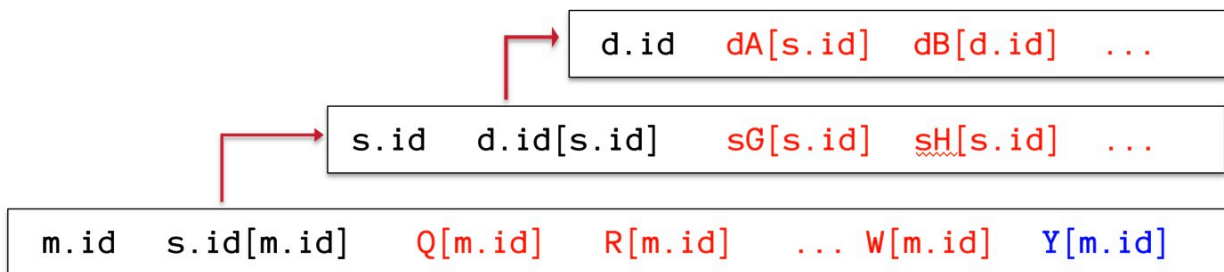 d.id dA[s.id] dB[d.id] ...
s.id d.id[s.id] sG[s.id] sH[s.id] ...
m.id s.id[m.id] Q[m.id] R[m.id] ... W[m.id] Y[m.id]